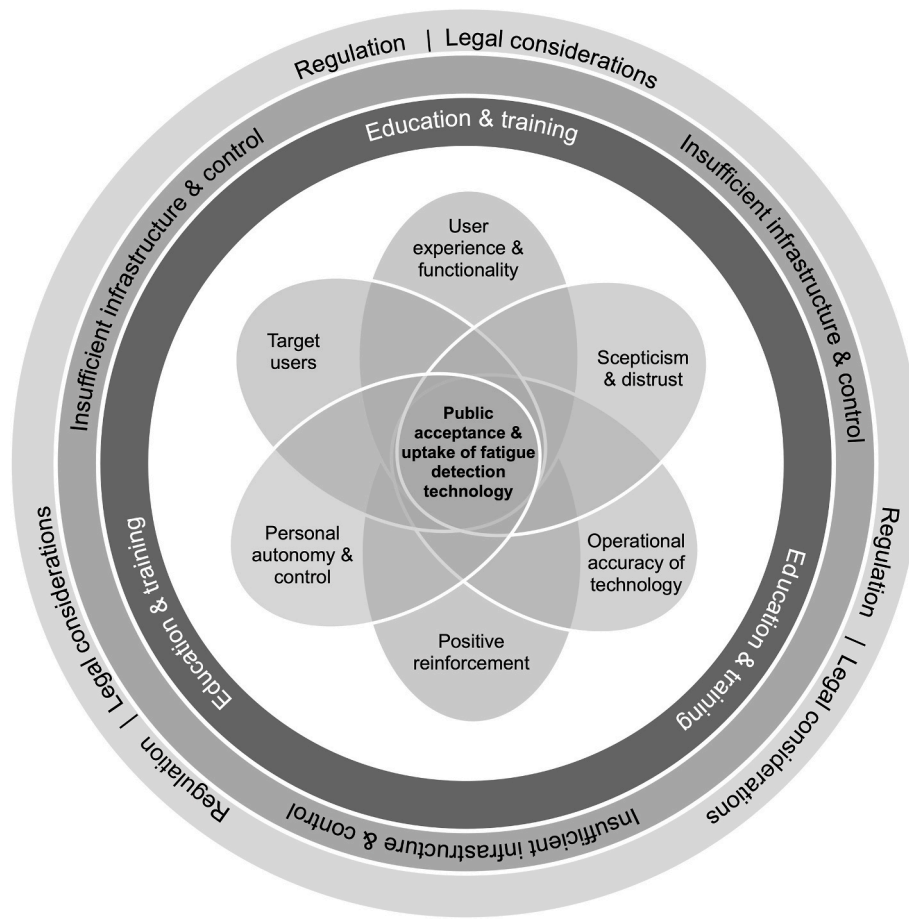 Regulation | Legal considerations
Education & training
Insufficient infrastructure & control
Insufficient infrastructure & control
User
experience &
functionality
Target
users
Scepticism
& distrust
Public
acceptance &
uptake of fatigue
detection
technology
Personal
autonomy &
control
Operational
accuracy of
technology
Positive
reinforcement
Education & training
Education & training
Regulation | Legal considerations
Regulation | Legal considerations
Insufficient infrastructure & control